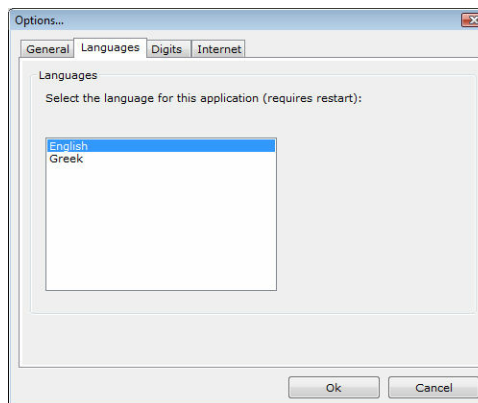 Options...
General Languages Digits Internet
Languages
Select the language for this application (requires restart):
English
Greek
Ok Cancel